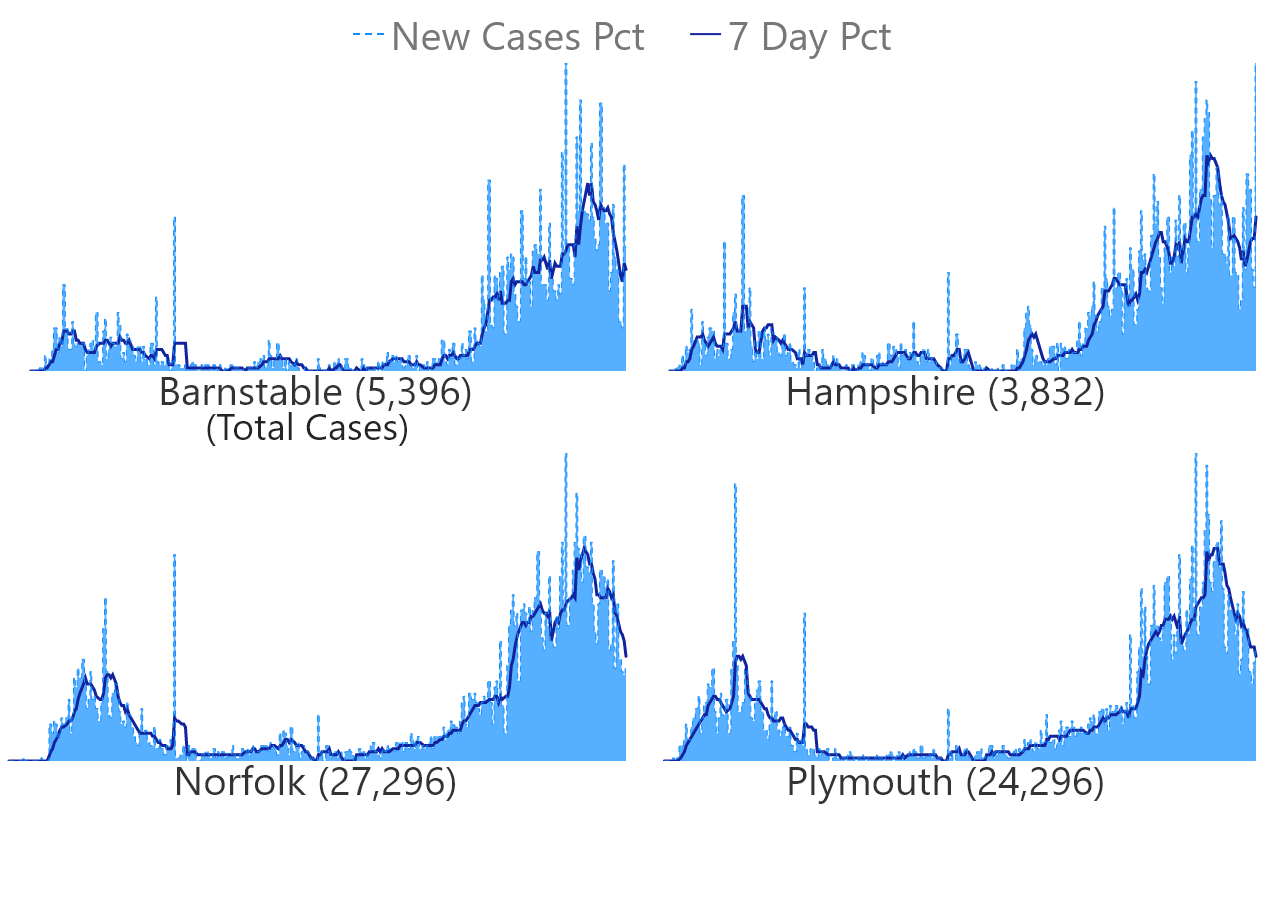 New Cases Pct 7 Day Pct
Barnstable (5,396) Hampshire (3,832)
(Total Cases)
Norfolk (27,296) Plymouth (24,296)